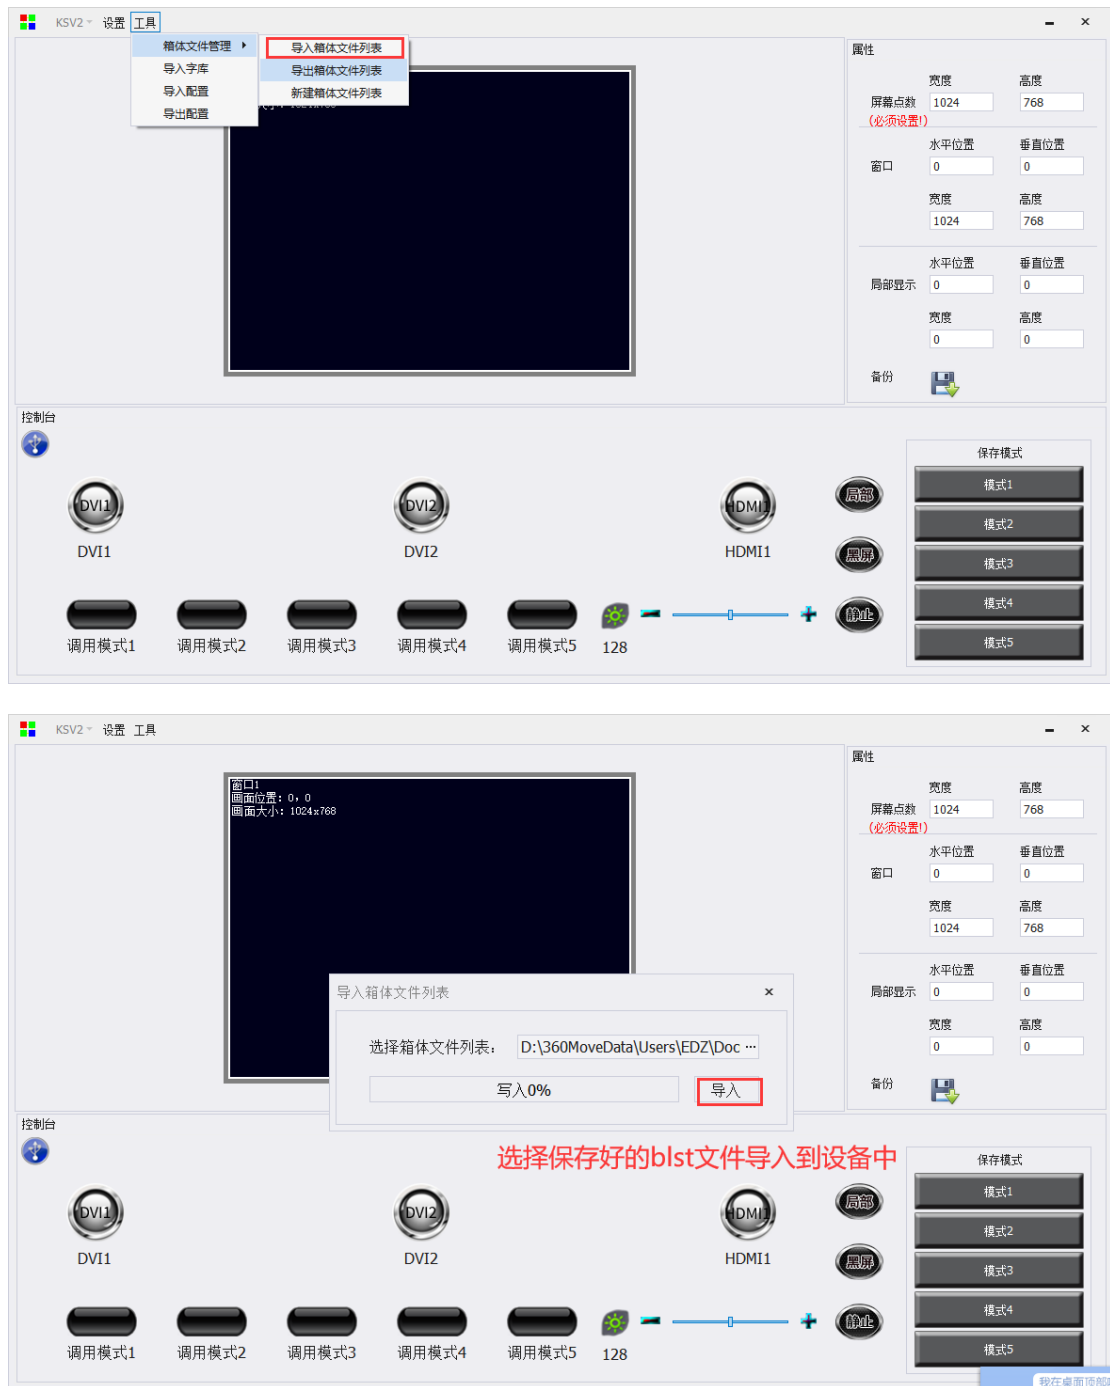 KSV2 设置 工具
箱体文件管理
导入字库
导入配置
导出配置
导入箱体文件列表
导出箱体文件列表
新建箱体文件列表
属性
宽度 高度
屏幕点数 1024 768
(必须设置!)
水平位置 垂直位置
窗口 0 0
宽度 高度
1024 768
水平位置 垂直位置
局部显示 0 0
宽度 高度
0 0
备份
控制台
DVI1 DVI2 HDMI1
DVI1 DVI2 HDMI1
局部
黑屏
静止
保存模式
模式1
模式2
模式3
模式4
模式5
调用模式1 调用模式2 调用模式3 调用模式4 调用模式5 128
KSV2 设置 工具
窗口1
画面位置: 0, 0
画面大小: 1024x768
属性
宽度 高度
屏幕点数 1024 768
(必须设置!)
水平位置 垂直位置
窗口 0 0
宽度 高度
1024 768
水平位置 垂直位置
局部显示 0 0
宽度 高度
0 0
备份
导入箱体文件列表
选择箱体文件列表: D:\360MoveData\Users\EDZ\Doc ...
写入0% 导入
选择保存好的blst文件导入到设备中
控制台
DVI1 DVI2 HDMI1
DVI1 DVI2 HDMI1
局部
黑屏
静止
保存模式
模式1
模式2
模式3
模式4
模式5
调用模式1 调用模式2 调用模式3 调用模式4 调用模式5 128
我在桌面顶部